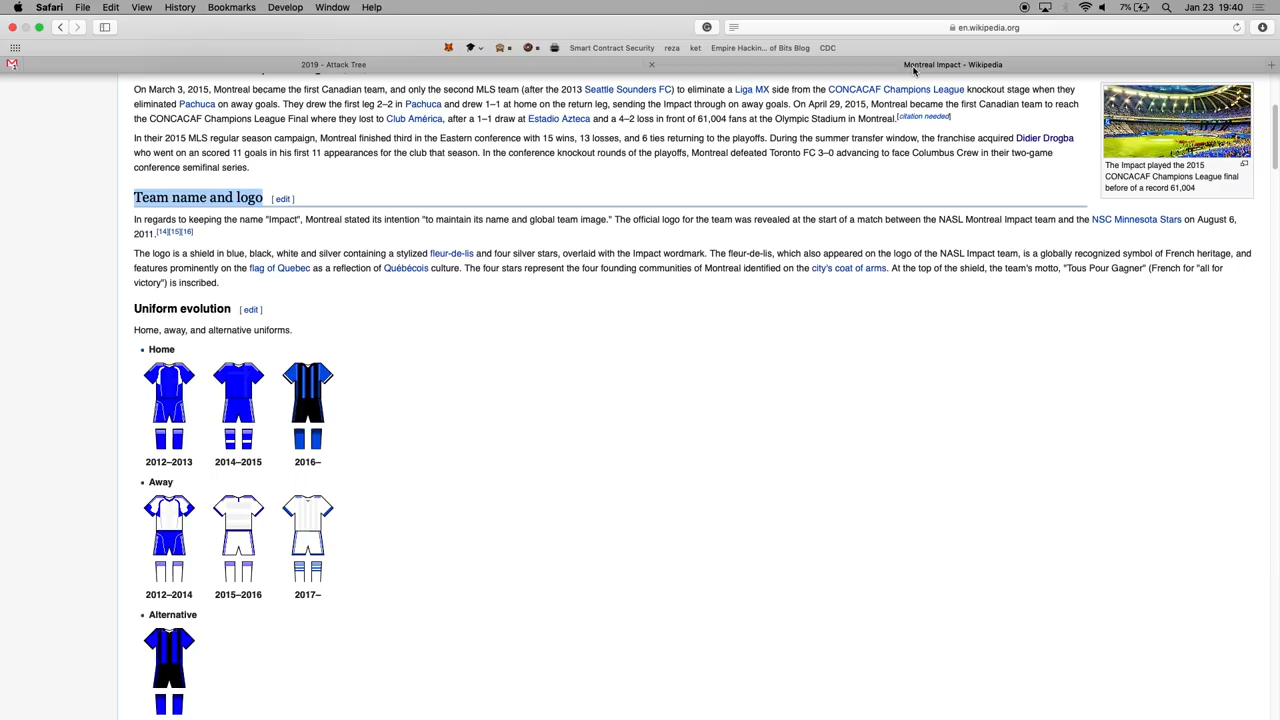 Safari File Edit View History Bookmarks Develop Window Help 7% Jan 23 19:40
en.wikipedia.org
Smart Contract Security reza ket Empire Hackin... of Bits Blog CDC
2019 - Attack Tree Montreal Impact - Wikipedia
On March 3, 2015, Montreal became the first Canadian team, and only the second MLS team (after the 2013 Seattle Sounders FC) to eliminate a Liga MX side from the CONCACAF Champions League knockout stage when they
eliminated Pachuca on away goals. They drew the first leg 2–2 in Pachuca and drew 1–1 at home on the return leg, sending the Impact through on away goals. On April 29, 2015, Montreal became the first Canadian team to reach
the CONCACAF Champions League Final where they lost to Club América, after a 1–1 draw at Estadio Azteca and a 4–2 loss in front of 61,004 fans at the Olympic Stadium in Montreal.[citation needed]
In their 2015 MLS regular season campaign, Montreal finished third in the Eastern conference with 15 wins, 13 losses, and 6 ties returning to the playoffs. During the summer transfer window, the franchise acquired Didier Drogba
who went on an scored 11 goals in his first 11 appearances for the club that season. In the conference knockout rounds of the playoffs, Montreal defeated Toronto FC 3–0 advancing to face Columbus Crew in their two-game
conference semifinal series.
The Impact played the 2015
CONCACAF Champions League final
before of a record 61,004
Team name and logo [ edit ]
In regards to keeping the name "Impact", Montreal stated its intention "to maintain its name and global team image." The official logo for the team was revealed at the start of a match between the NASL Montreal Impact team and the NSC Minnesota Stars on August 6,
2011.[14][15][16]
The logo is a shield in blue, black, white and silver containing a stylized fleur-de-lis and four silver stars, overlaid with the Impact wordmark. The fleur-de-lis, which also appeared on the logo of the NASL Impact team, is a globally recognized symbol of French heritage, and
features prominently on the flag of Quebec as a reflection of Québécois culture. The four stars represent the four founding communities of Montreal identified on the city's coat of arms. At the top of the shield, the team's motto, "Tous Pour Gagner" (French for "all for
victory") is inscribed.
Uniform evolution [ edit ]
Home, away, and alternative uniforms.
• Home
2012–2013 2014–2015 2016–
• Away
2012–2014 2015–2016 2017–
• Alternative